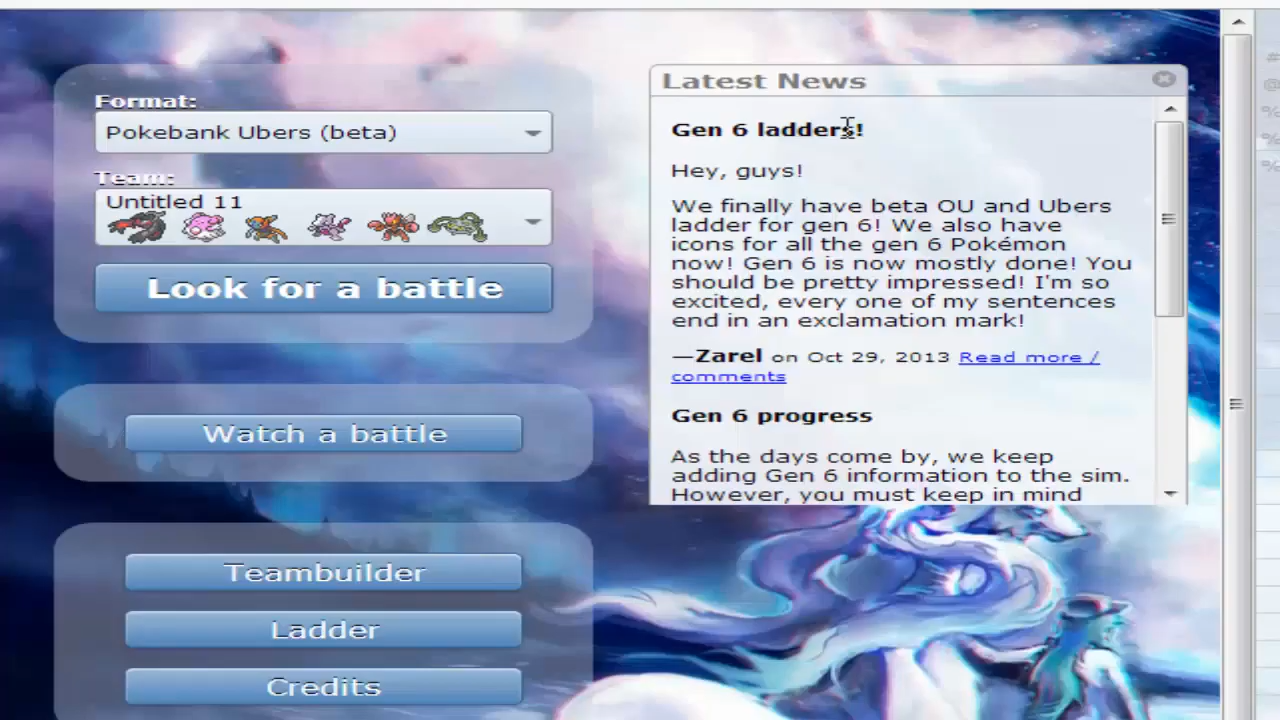 Format:
Pokebank Ubers (beta)
Team:
Untitled 11
Look for a battle
Watch a battle
Teambuilder
Ladder
Credits
Latest News
Gen 6 ladders!
Hey, guys!
We finally have beta OU and Ubers
ladder for gen 6! We also have
icons for all the gen 6 Pokémon
now! Gen 6 is now mostly done! You
should be pretty impressed! I'm so
excited, every one of my sentences
end in an exclamation mark!
—Zarel on Oct 29, 2013 Read more /
comments
Gen 6 progress
As the days come by, we keep
adding Gen 6 information to the sim.
However, you must keep in mind